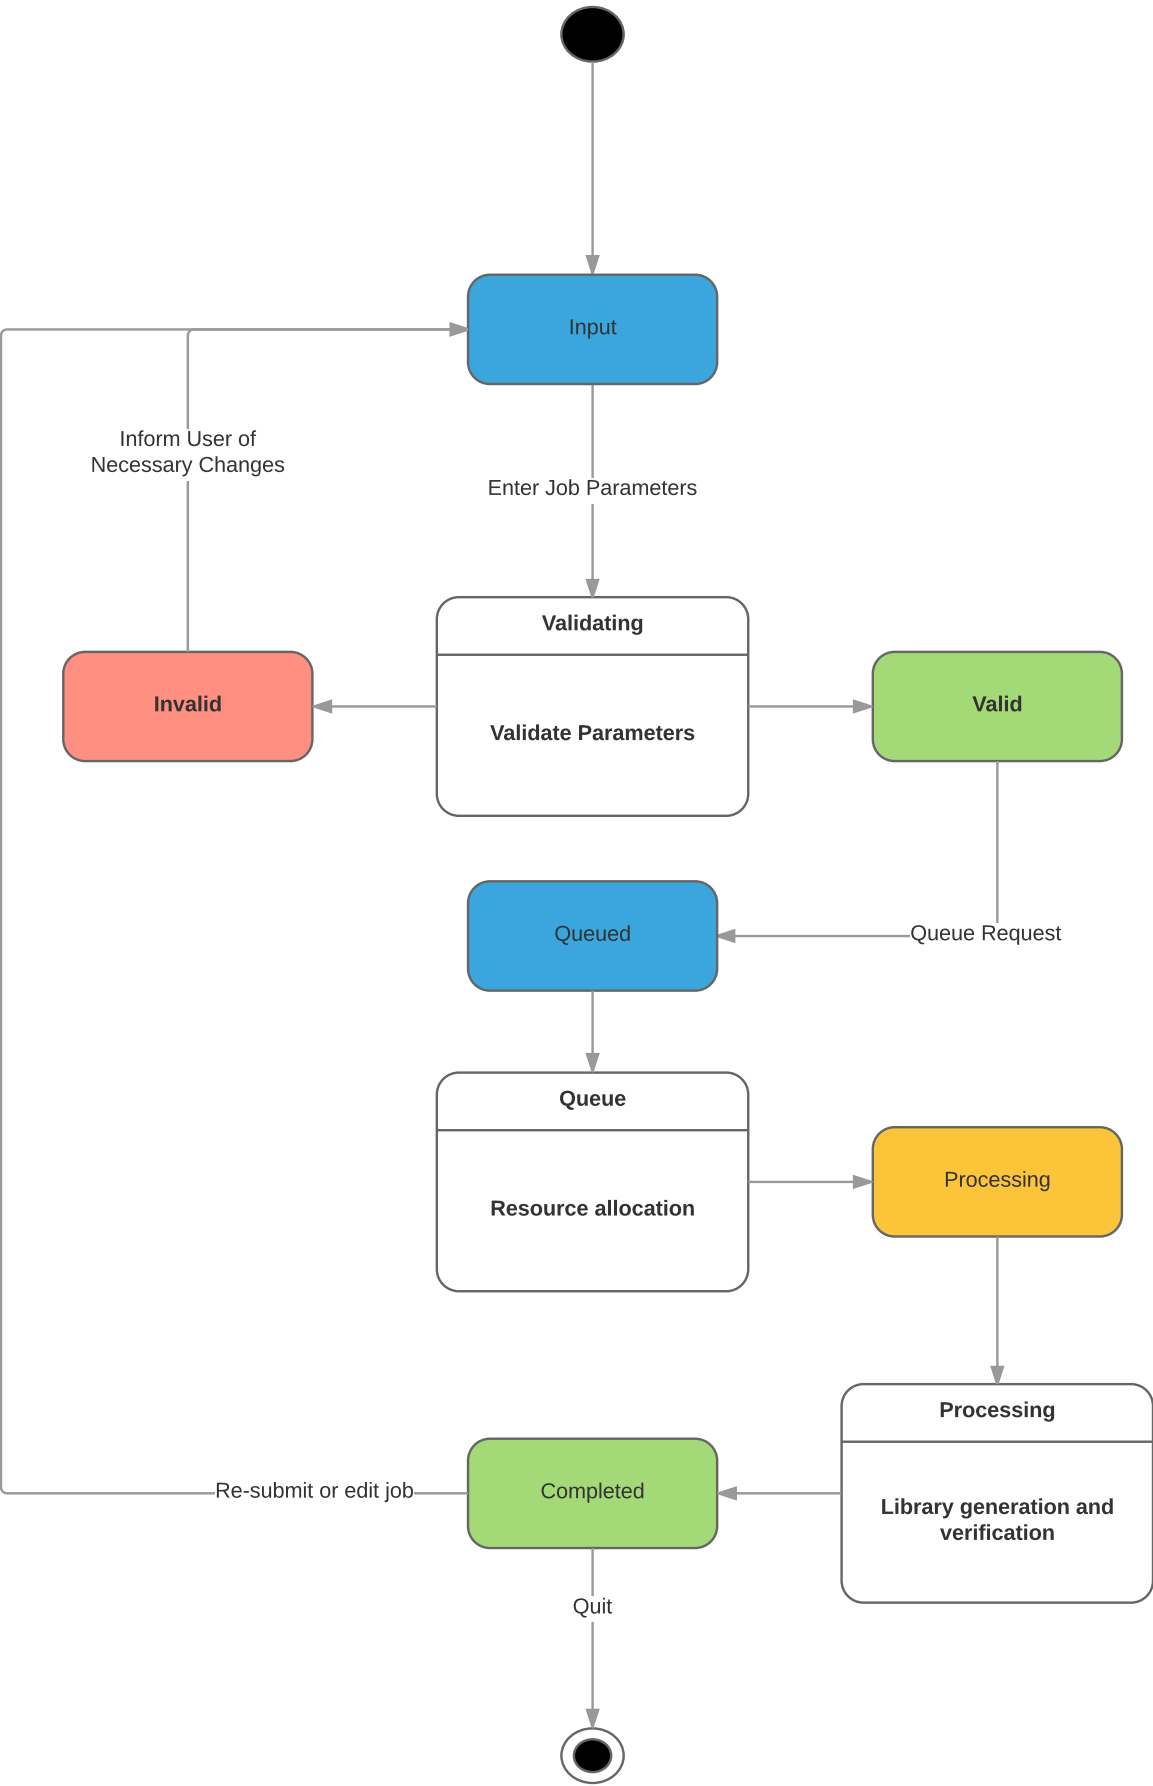 Input
Inform User of
Necessary Changes
Enter Job Parameters
Validating
Invalid
Validate Parameters
Valid
Queued
Queue Request
Queue
Resource allocation
Processing
Processing
Library generation and
verification
Completed
Re-submit or edit job
Quit